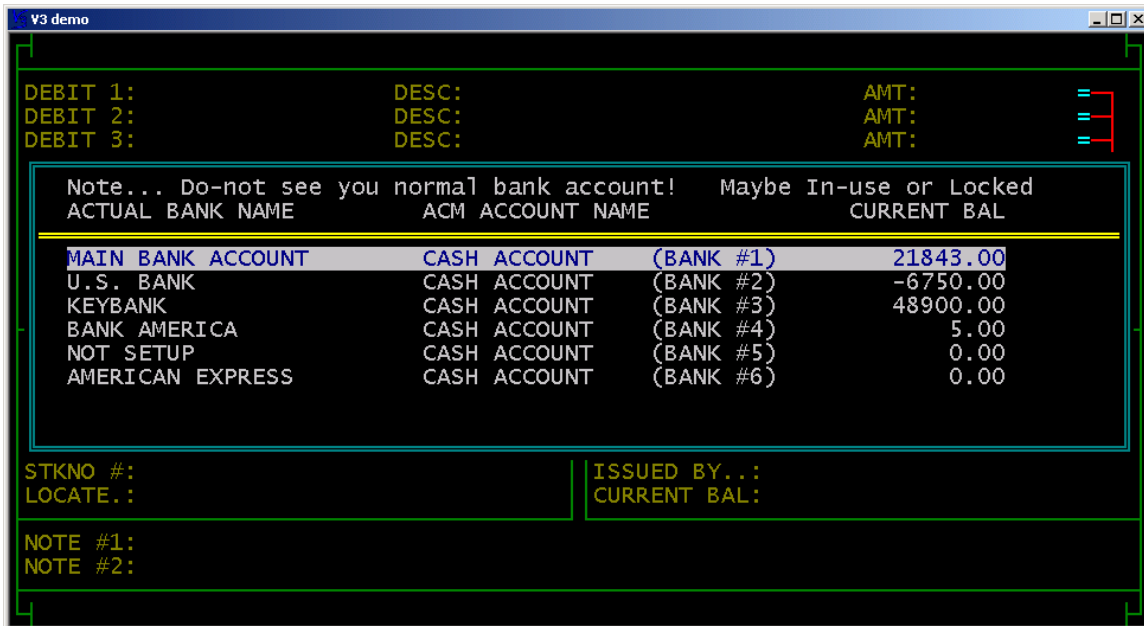 V3 demo
DEBIT 1: DESC: AMT: =
DEBIT 2: DESC: AMT: =
DEBIT 3: DESC: AMT: =
Note... Do-not see you normal bank account! Maybe In-use or Locked
ACTUAL BANK NAME ACM ACCOUNT NAME CURRENT BAL
MAIN BANK ACCOUNT CASH ACCOUNT (BANK #1) 21843.00
U.S. BANK CASH ACCOUNT (BANK #2) -6750.00
KEYBANK CASH ACCOUNT (BANK #3) 48900.00
BANK AMERICA CASH ACCOUNT (BANK #4) 5.00
NOT SETUP CASH ACCOUNT (BANK #5) 0.00
AMERICAN EXPRESS CASH ACCOUNT (BANK #6) 0.00
STKNO #: ISSUED BY..:
LOCATE.: CURRENT BAL:
NOTE #1:
NOTE #2: